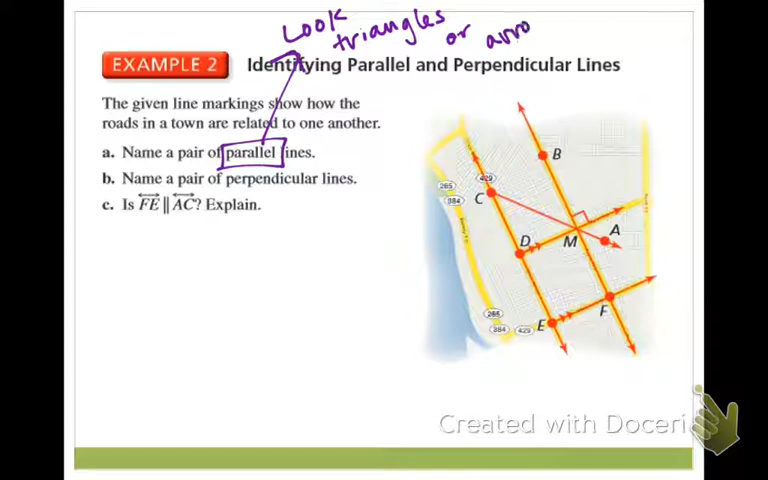 Look
triangles
or arro
EXAMPLE 2 Identifying Parallel and Perpendicular Lines
The given line markings show how the
roads in a town are related to one another.
a. Name a pair of parallel lines.
b. Name a pair of perpendicular lines.
c. Is FE || AC? Explain.
B
429
265
384
C
A
D
M
F
E
265
384
429
Created with Doceri